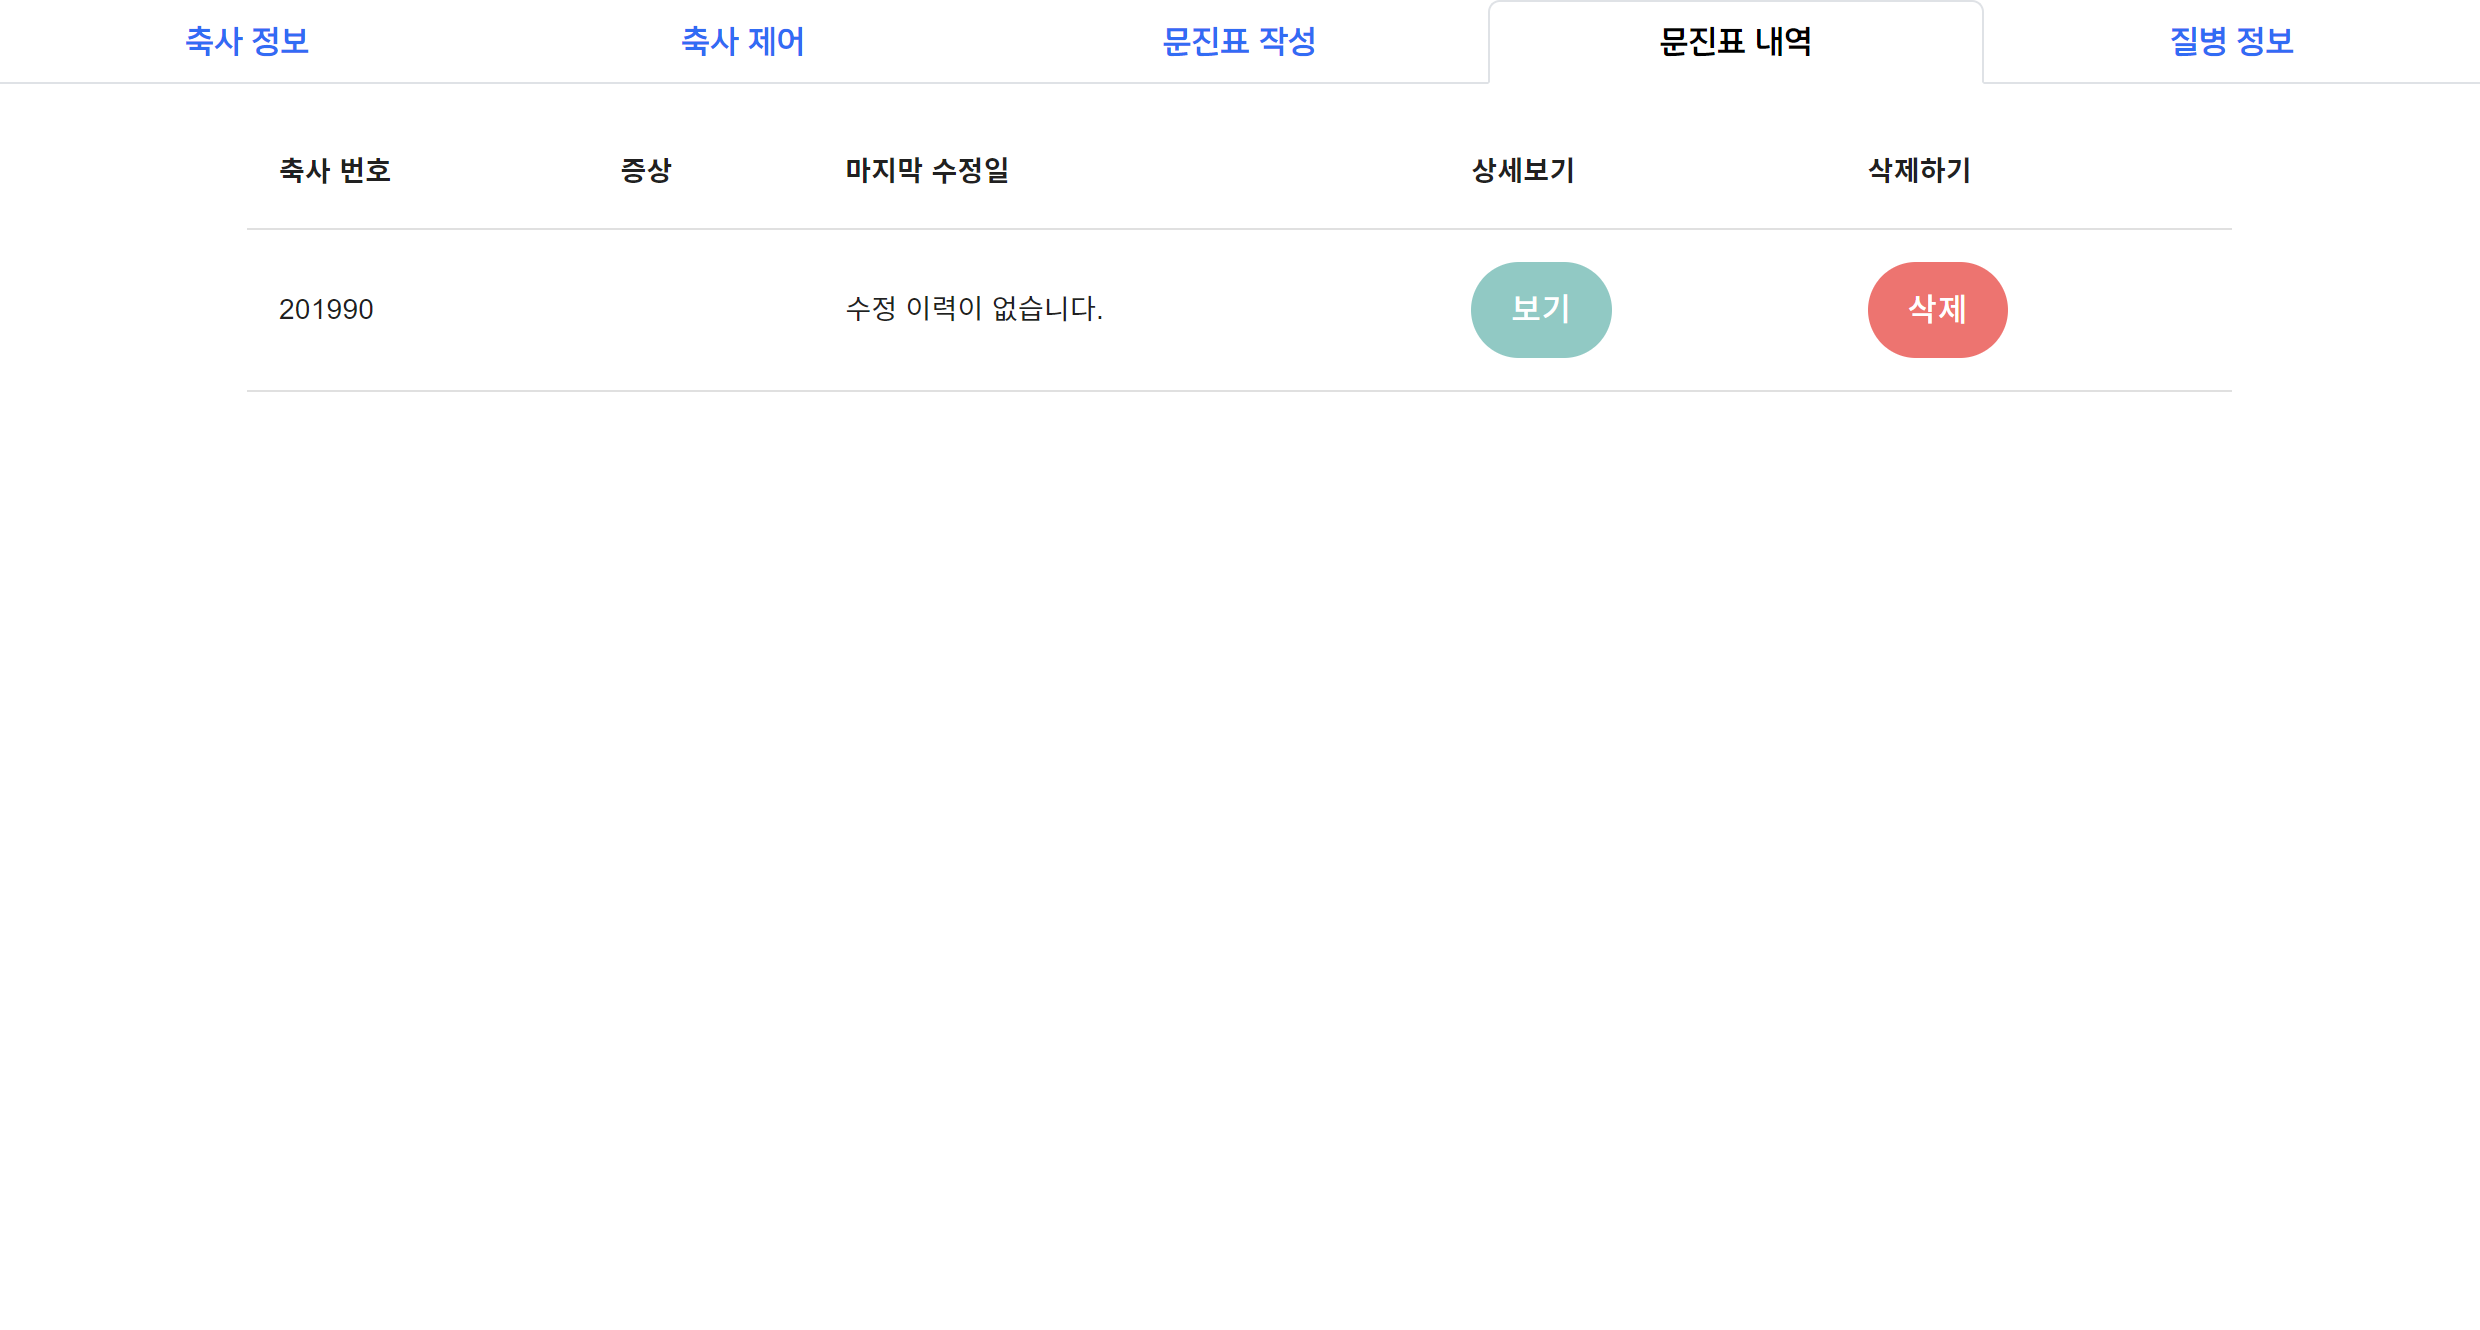 축사 정보 축사 제어 문진표 작성 문진표 내역 질병 정보
축사 번호 증상 마지막 수정일 상세보기 삭제하기
201990 수정 이력이 없습니다. 보기 삭제